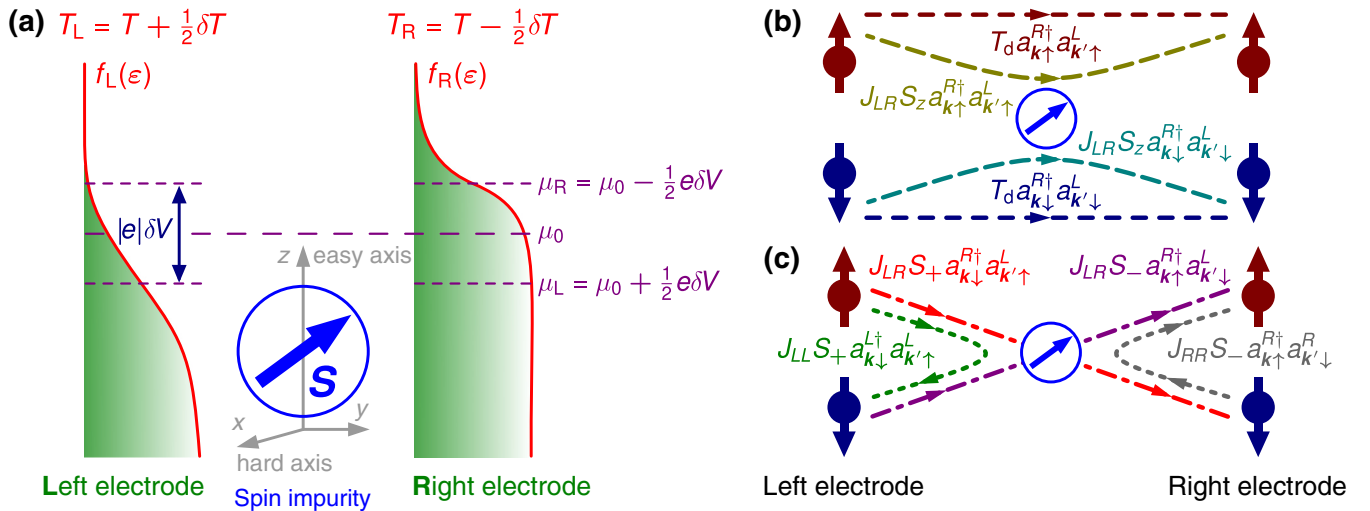 (a) T_L = T + ½δT T_R = T − ½δT
f_L(ε) f_R(ε)
μ_R = μ_0 − ½eδV
|e|δV
μ_0
z easy axis
μ_L = μ_0 + ½eδV
S
x y
hard axis
Left electrode Spin impurity Right electrode
(b)
T_d a^{R†}_{k↑} a^L_{k′↑}
J_{LR} S_z a^{R†}_{k↑} a^L_{k′↑}
J_{LR} S_z a^{R†}_{k↓} a^L_{k′↓}
T_d a^{R†}_{k↓} a^L_{k′↓}
(c)
J_{LR} S_+ a^{R†}_{k↓} a^L_{k′↑} J_{LR} S_− a^{R†}_{k↑} a^L_{k′↓}
J_{LL} S_+ a^{L†}_{k↓} a^L_{k′↑} J_{RR} S_− a^{R†}_{k↑} a^R_{k′↓}
Left electrode Right electrode